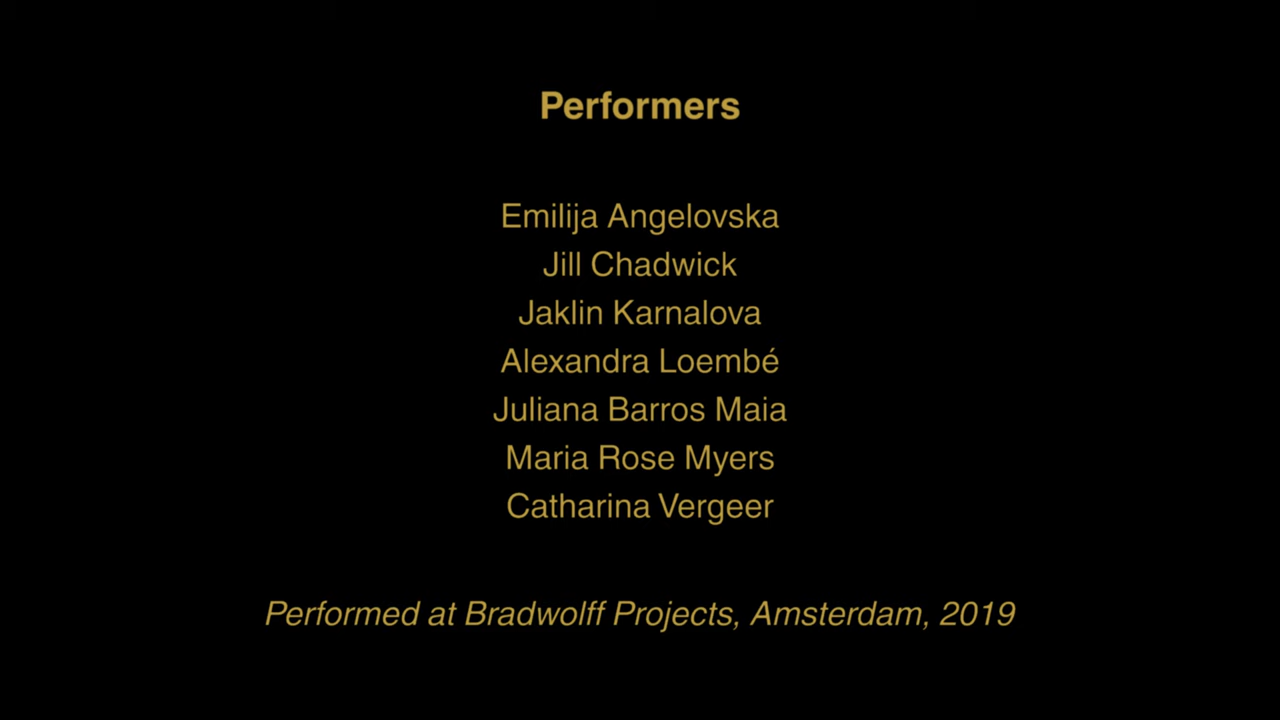 Performers
Emilija Angelovska
Jill Chadwick
Jaklin Karnalova
Alexandra Loembé
Juliana Barros Maia
Maria Rose Myers
Catharina Vergeer
Performed at Bradwolff Projects, Amsterdam, 2019